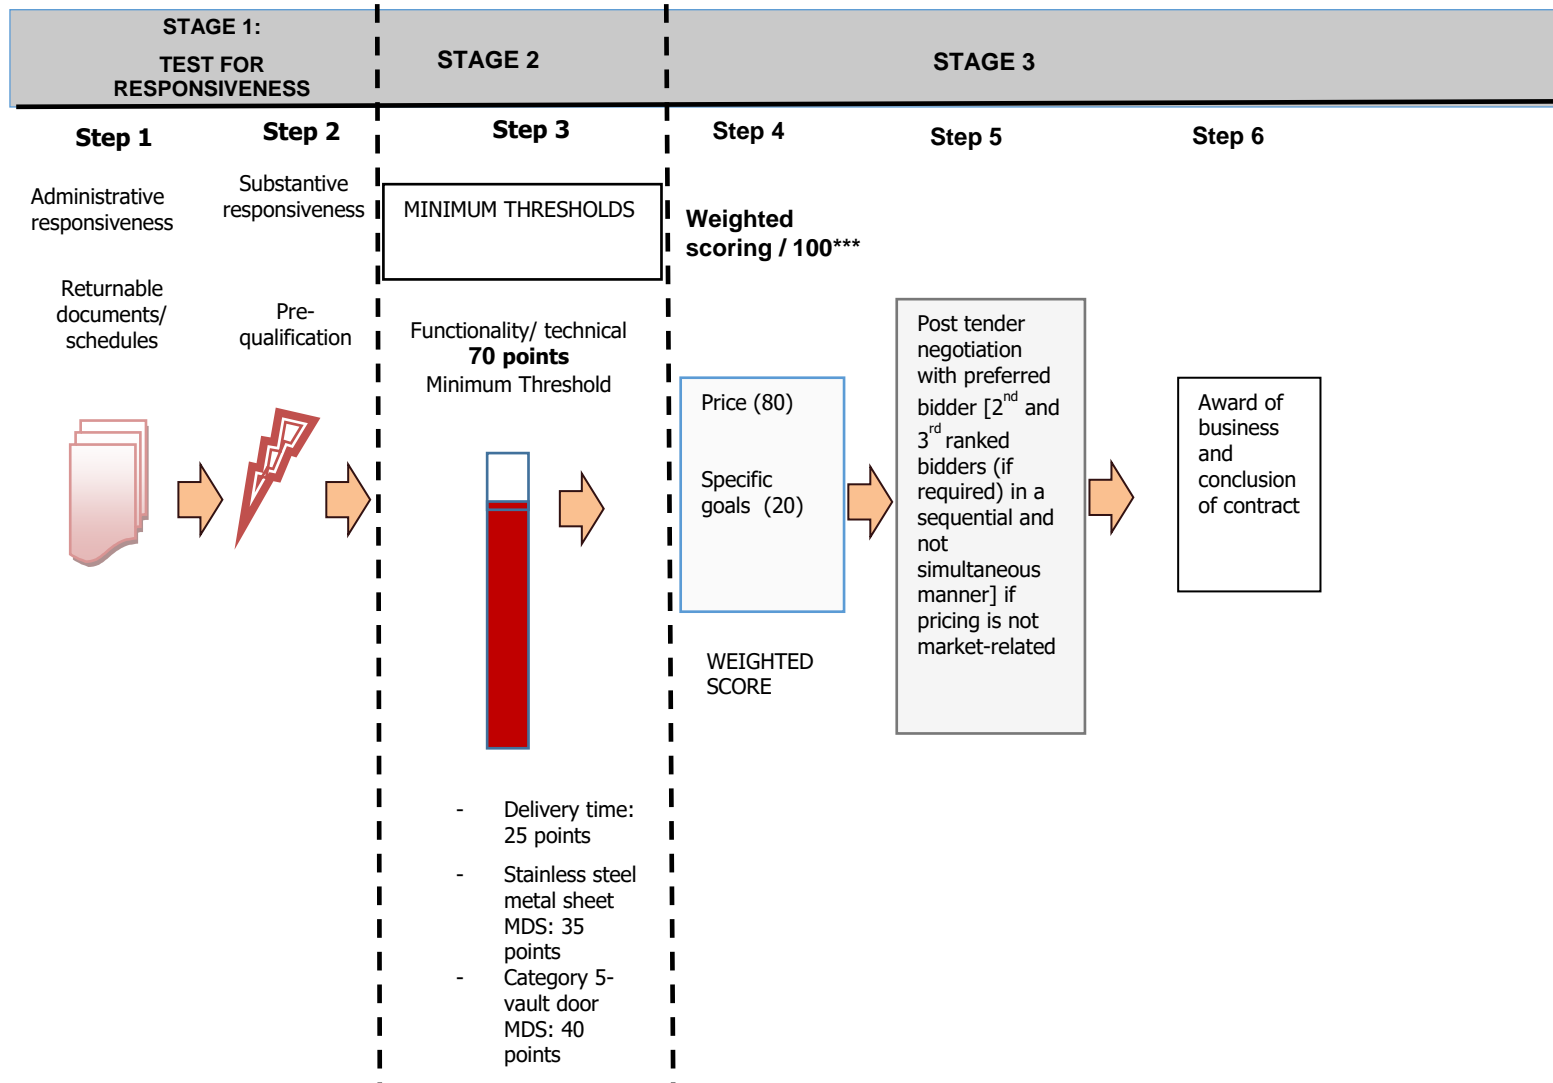 STAGE 1:
TEST FOR
RESPONSIVENESS
STAGE 2
STAGE 3
Step 1
Step 2
Step 3
Step 4
Step 5
Step 6
Administrative
responsiveness
Returnable
documents/
schedules
Substantive
responsiveness
Pre-
qualification
MINIMUM THRESHOLDS
Functionality/ technical
70 points
Minimum Threshold
- Delivery time:
25 points
- Stainless steel
metal sheet
MDS: 35
points
- Category 5-
vault door
MDS: 40
points
Weighted
scoring / 100***
Price (80)
Specific
goals (20)
WEIGHTED
SCORE
Post tender
negotiation
with preferred
bidder [2nd and
3rd ranked
bidders (if
required) in a
sequential and
not
simultaneous
manner] if
pricing is not
market-related
Award of
business
and
conclusion
of contract